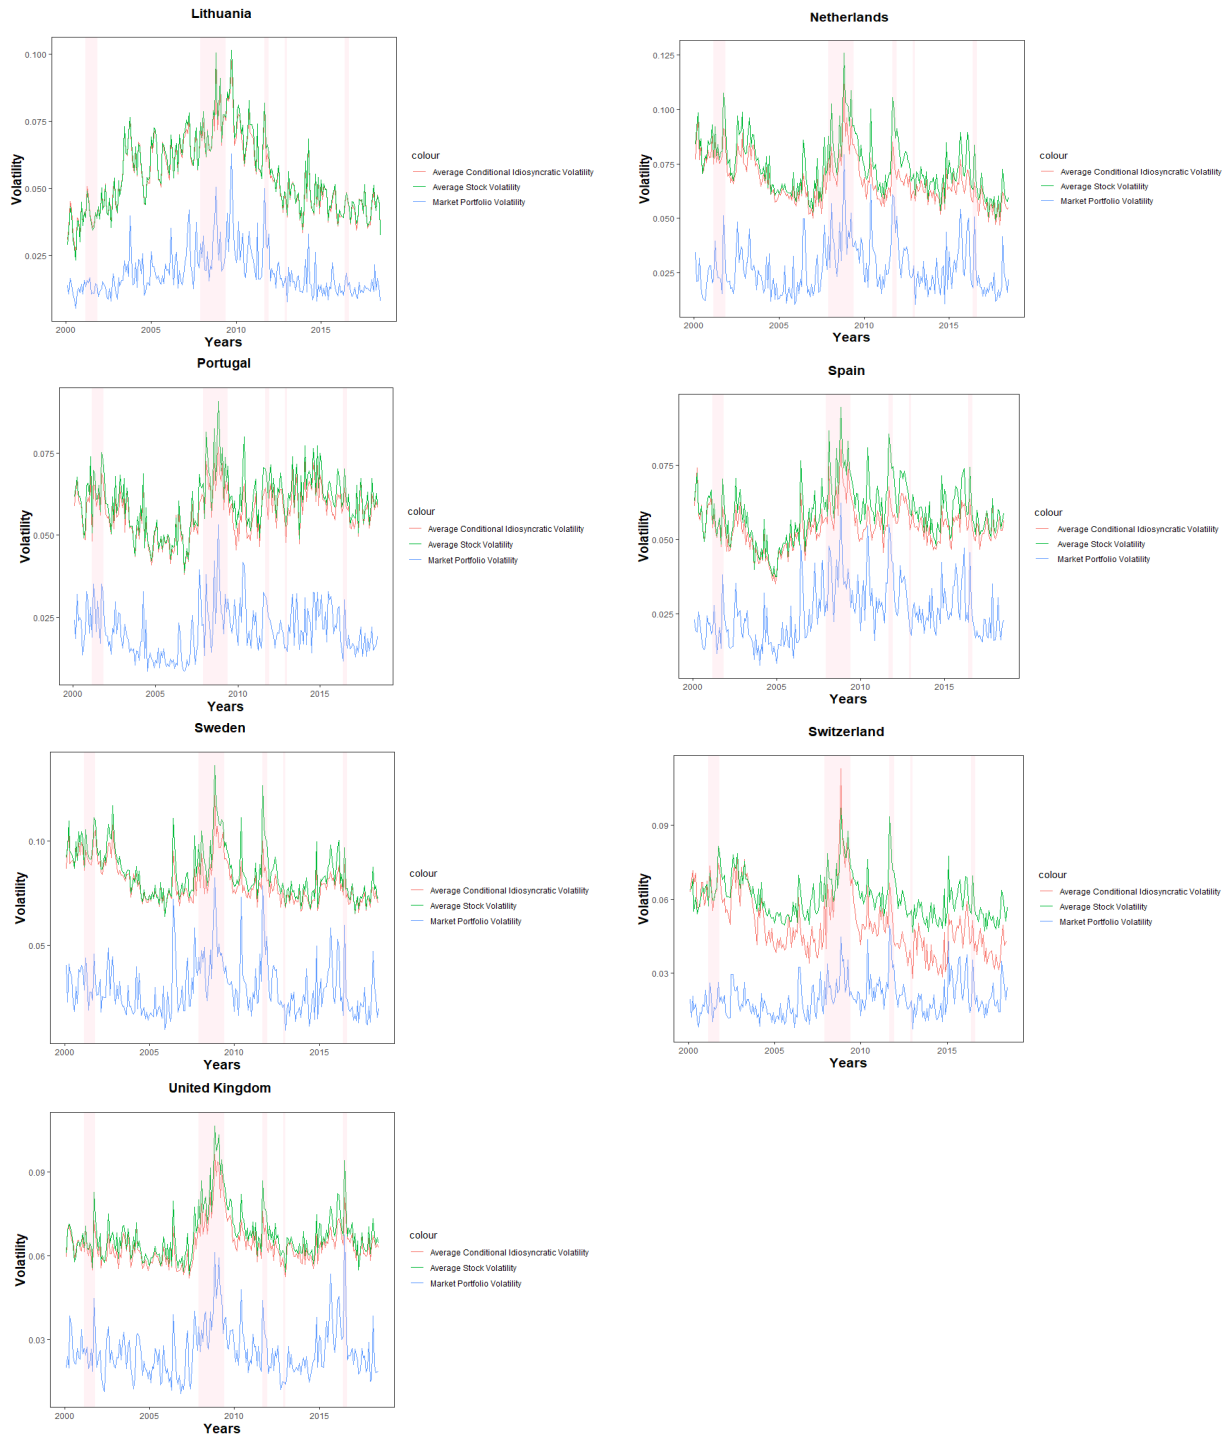 Lithuania
0.100
0.075
0.050
0.025
Volatility
2000
2005
2010
2015
Years
colour
Average Conditional Idiosyncratic Volatility
Average Stock Volatility
Market Portfolio Volatility
Netherlands
0.125
0.100
0.075
0.050
0.025
Volatility
2000
2005
2010
2015
Years
colour
Average Conditional Idiosyncratic Volatility
Average Stock Volatility
Market Portfolio Volatility
Portugal
0.075
0.050
0.025
Volatility
2000
2005
2010
2015
Years
colour
Average Conditional Idiosyncratic Volatility
Average Stock Volatility
Market Portfolio Volatility
Spain
0.075
0.050
0.025
Volatility
2000
2005
2010
2015
Years
colour
Average Conditional Idiosyncratic Volatility
Average Stock Volatility
Market Portfolio Volatility
Sweden
0.10
0.05
Volatility
2000
2005
2010
2015
Years
colour
Average Conditional Idiosyncratic Volatility
Average Stock Volatility
Market Portfolio Volatility
Switzerland
0.09
0.06
0.03
Volatility
2000
2005
2010
2015
Years
colour
Average Conditional Idiosyncratic Volatility
Average Stock Volatility
Market Portfolio Volatility
United Kingdom
0.09
0.06
0.03
Volatility
2000
2005
2010
2015
Years
colour
Average Conditional Idiosyncratic Volatility
Average Stock Volatility
Market Portfolio Volatility